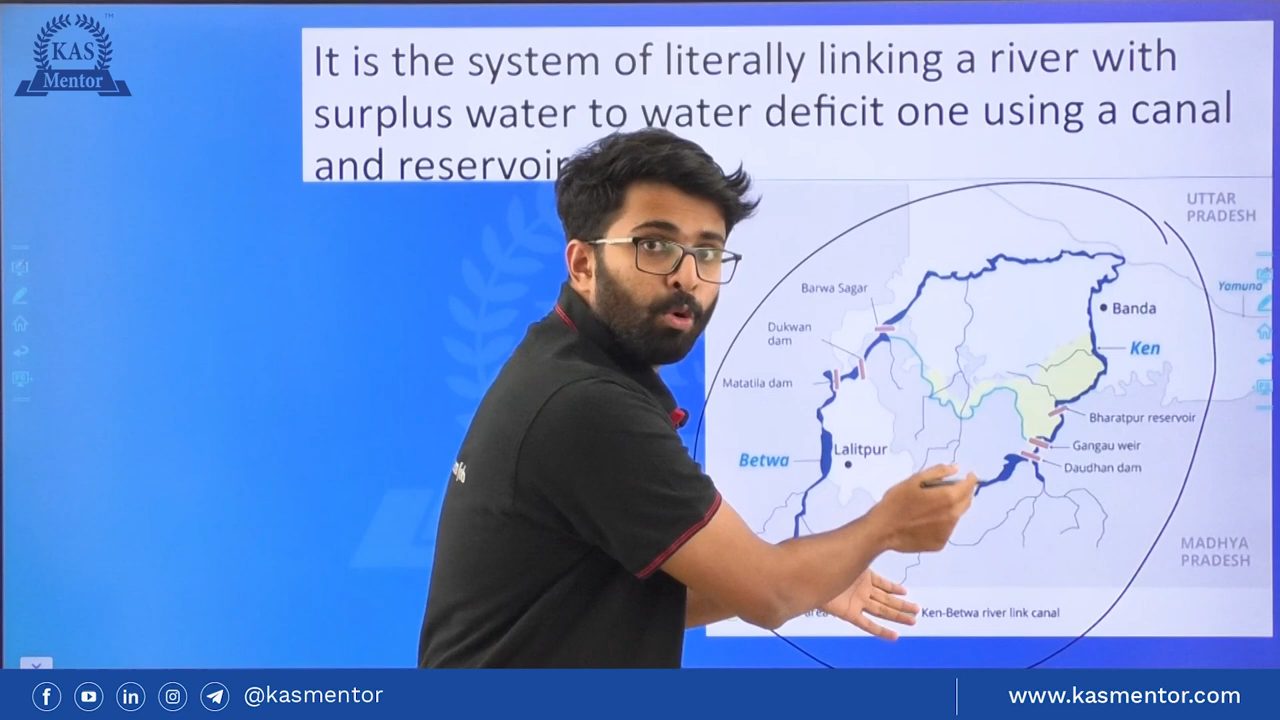 KAS
Mentor
TM
It is the system of literally linking a river with
surplus water to water deficit one using a canal
and reservoir
UTTAR
PRADESH
Barwa Sagar
Yamuna
Banda
Dukwan
dam
Ken
Matatila dam
Bharatpur reservoir
Lalitpur
Gangau weir
Betwa
Daudhan dam
MADHYA
PRADESH
Ken-Betwa river link canal
@kasmentor
www.kasmentor.com